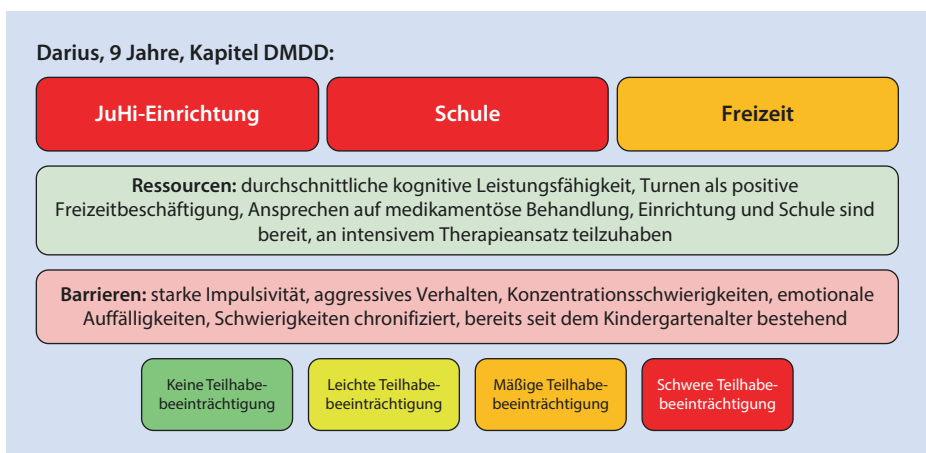 Darius, 9 Jahre, Kapitel DMDD:
JuHi-Einrichtung
Schule
Freizeit
Ressourcen: durchschnittliche kognitive Leistungsfähigkeit, Turnen als positive
Freizeitbeschäftigung, Ansprechen auf medikamentöse Behandlung, Einrichtung und Schule sind
bereit, an intensivem Therapieansatz teilzuhaben
Barrieren: starke Impulsivität, aggressives Verhalten, Konzentrationsschwierigkeiten, emotionale
Auffälligkeiten, Schwierigkeiten chronifiziert, bereits seit dem Kindergartenalter bestehend
Keine Teilhabe-
beeinträchtigung
Leichte Teilhabe-
beeinträchtigung
Mäßige Teilhabe-
beeinträchtigung
Schwere Teilhabe-
beeinträchtigung